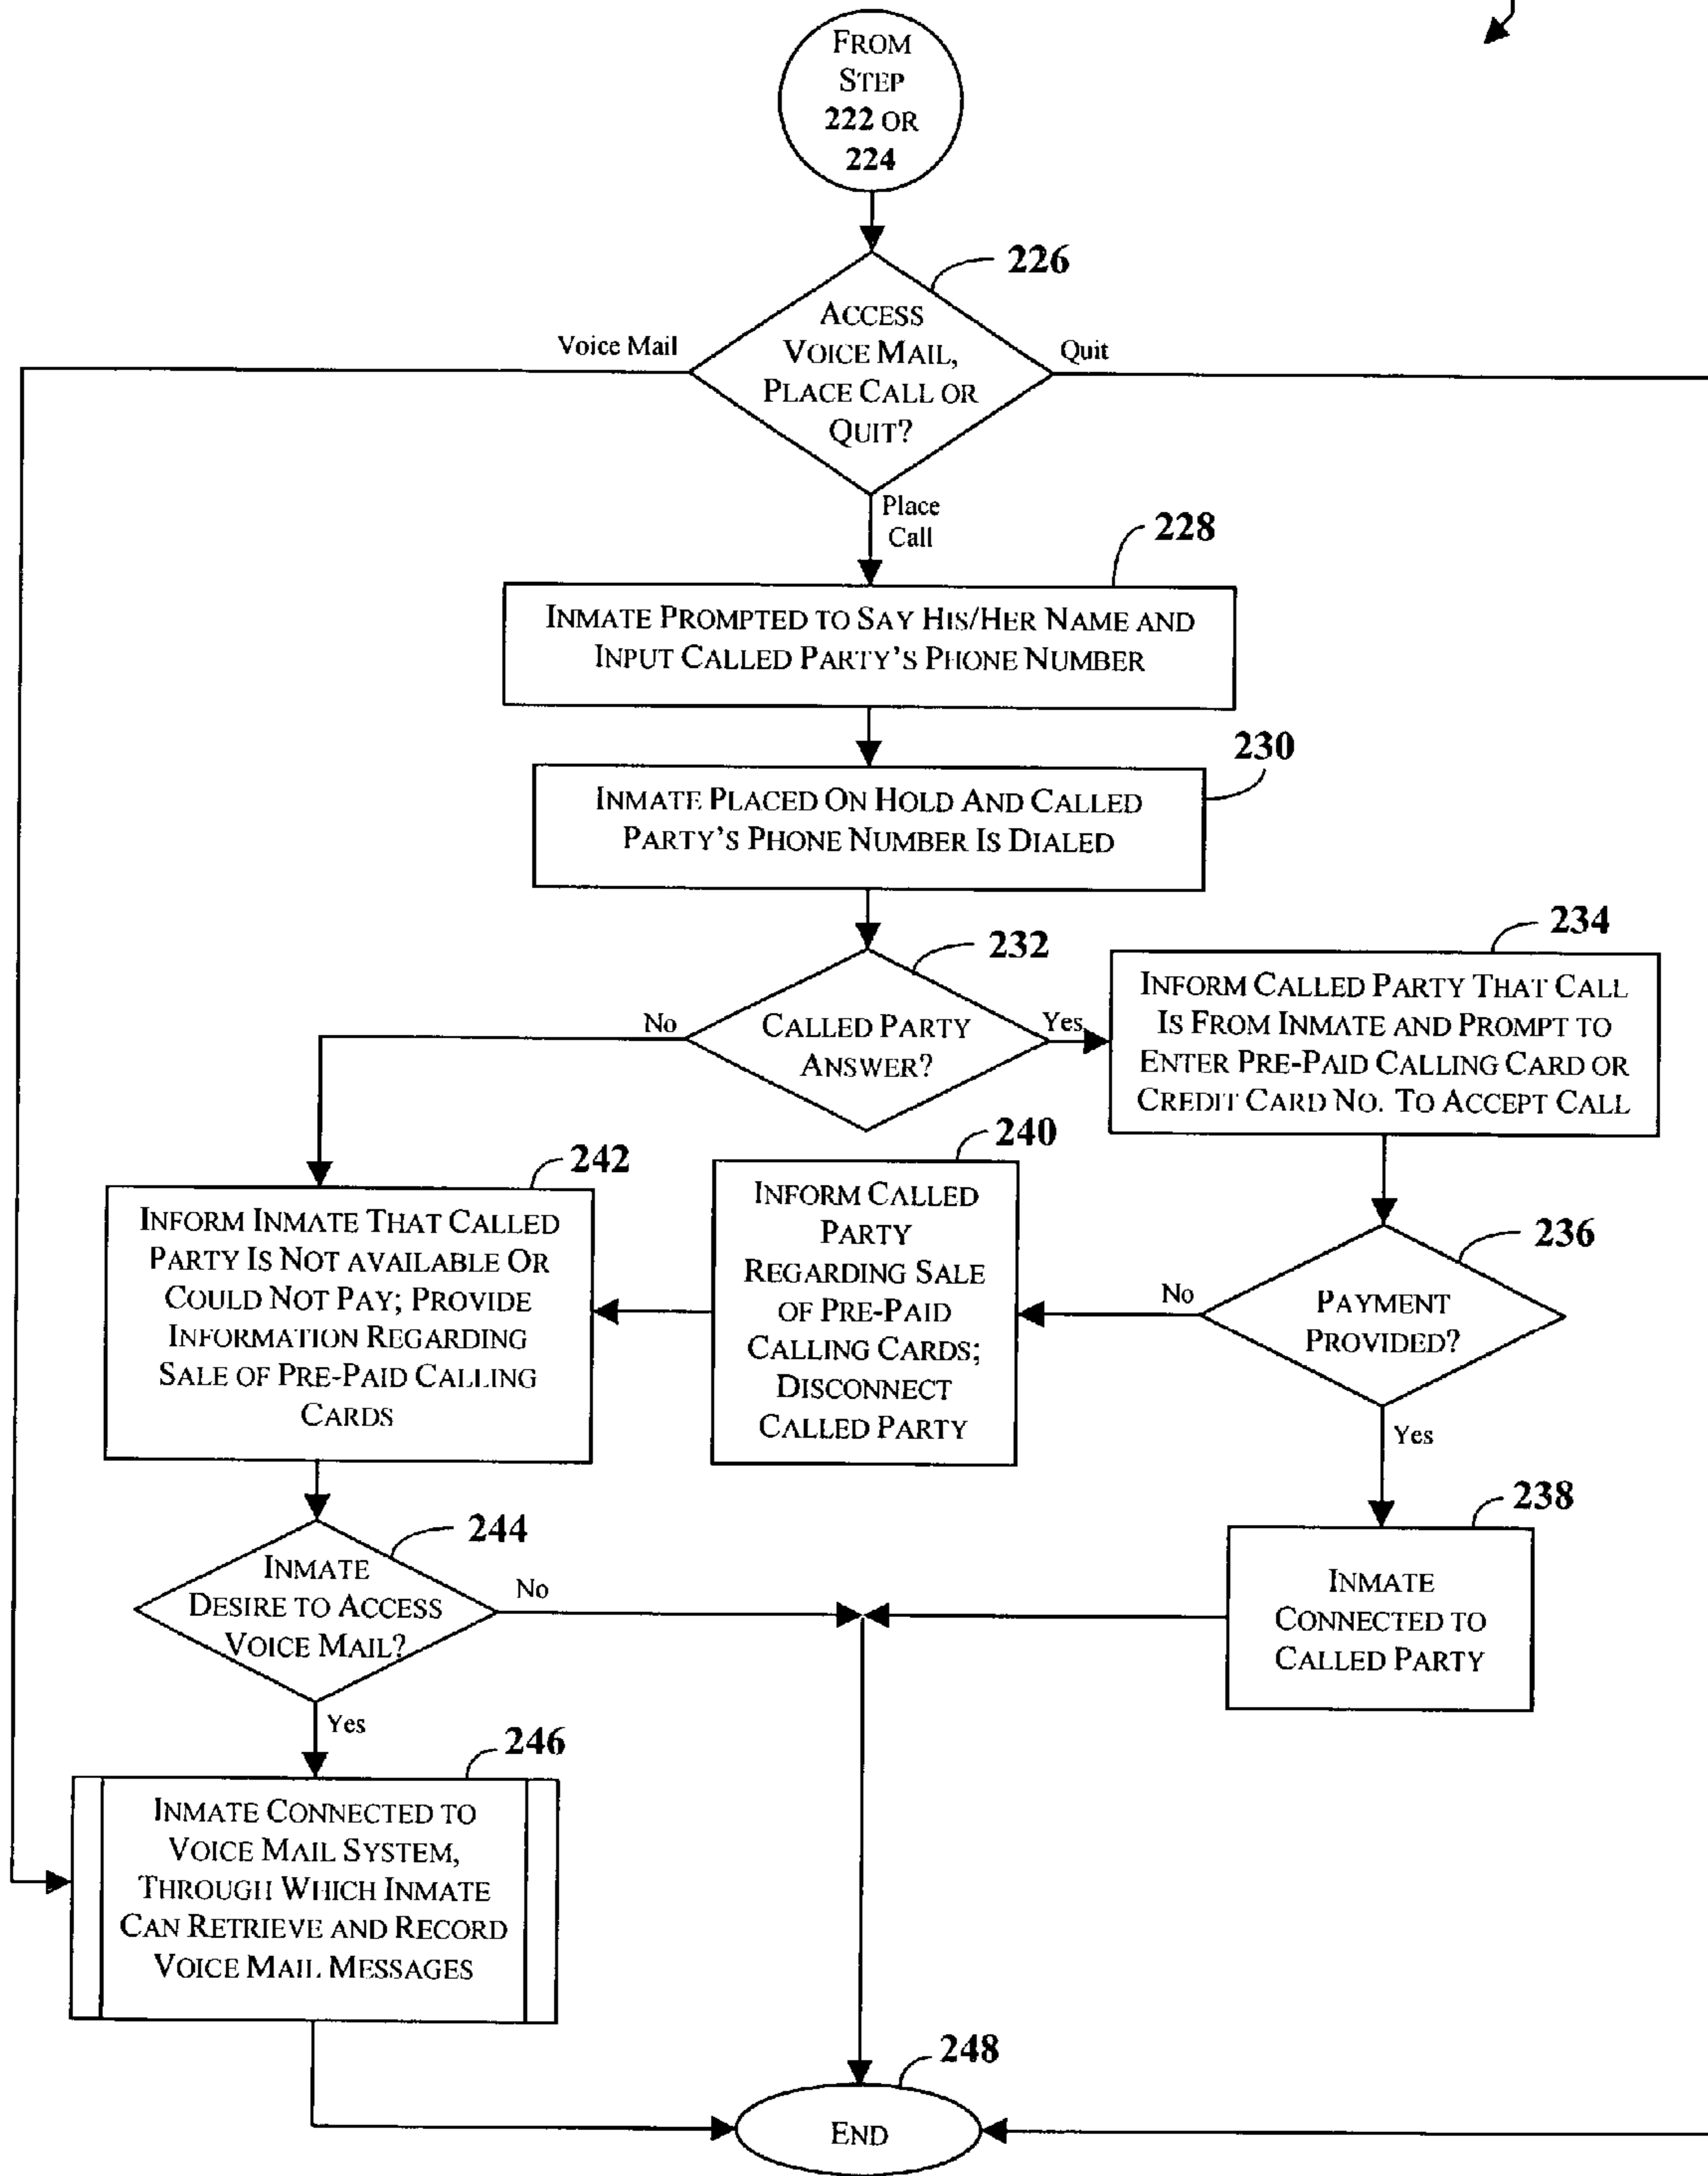 FROM
STEP
222 OR
224
226
ACCESS
VOICE MAIL,
PLACE CALL OR
QUIT?
Voice Mail
Quit
Place
Call
228
INMATE PROMPTED TO SAY HIS/HER NAME AND
INPUT CALLED PARTY'S PHONE NUMBER
230
INMATE PLACED ON HOLD AND CALLED
PARTY'S PHONE NUMBER IS DIALED
232
CALLED PARTY
ANSWER?
No
Yes
234
INFORM CALLED PARTY THAT CALL
IS FROM INMATE AND PROMPT TO
ENTER PRE-PAID CALLING CARD OR
CREDIT CARD NO. TO ACCEPT CALL
236
PAYMENT
PROVIDED?
No
Yes
238
INMATE
CONNECTED TO
CALLED PARTY
240
INFORM CALLED
PARTY
REGARDING SALE
OF PRE-PAID
CALLING CARDS;
DISCONNECT
CALLED PARTY
242
INFORM INMATE THAT CALLED
PARTY IS NOT AVAILABLE OR
COULD NOT PAY; PROVIDE
INFORMATION REGARDING
SALE OF PRE-PAID CALLING
CARDS
244
INMATE
DESIRE TO ACCESS
VOICE MAIL?
No
Yes
246
INMATE CONNECTED TO
VOICE MAIL SYSTEM,
THROUGH WHICH INMATE
CAN RETRIEVE AND RECORD
VOICE MAIL MESSAGES
248
END